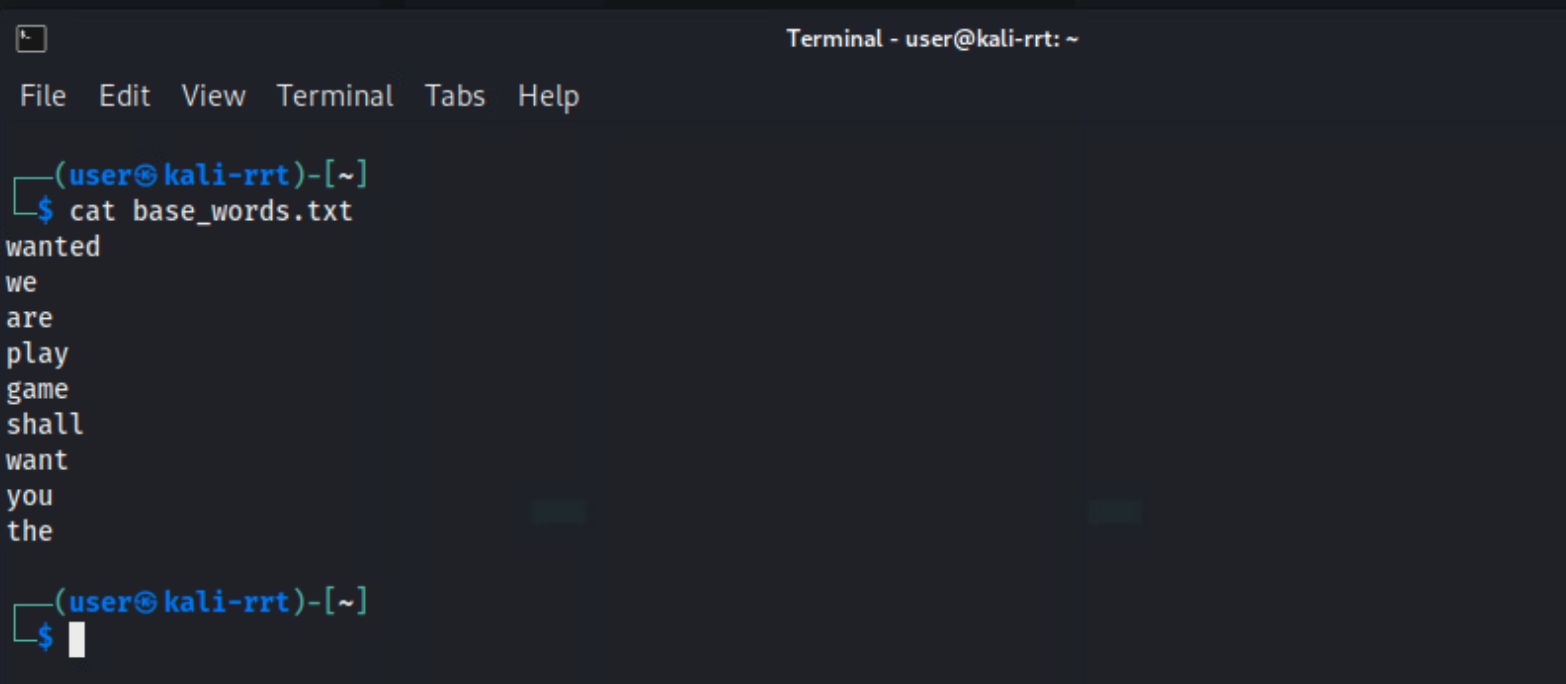 Terminal - user@kali-rrt: ~
File Edit View Terminal Tabs Help
┌──(user㉿kali-rrt)-[~]
└─$ cat base_words.txt
wanted
we
are
play
game
shall
want
you
the
┌──(user㉿kali-rrt)-[~]
└─$